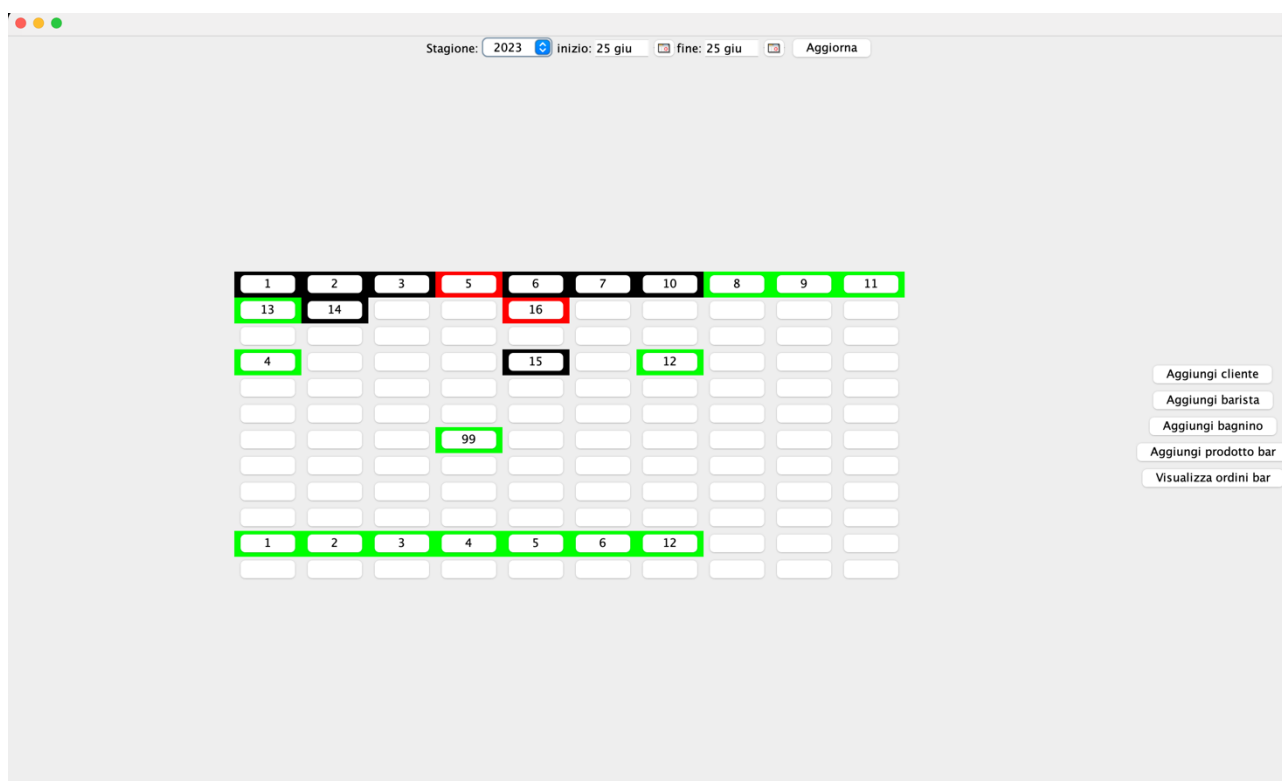 Stagione: 2023 inizio: 25 giu fine: 25 giu Aggiorna
1 2 3 5 6 7 10 8 9 11
13 14 16
4 15 12
Aggiungi cliente
Aggiungi barista
Aggiungi bagnino
99
Aggiungi prodotto bar
Visualizza ordini bar
1 2 3 4 5 6 12